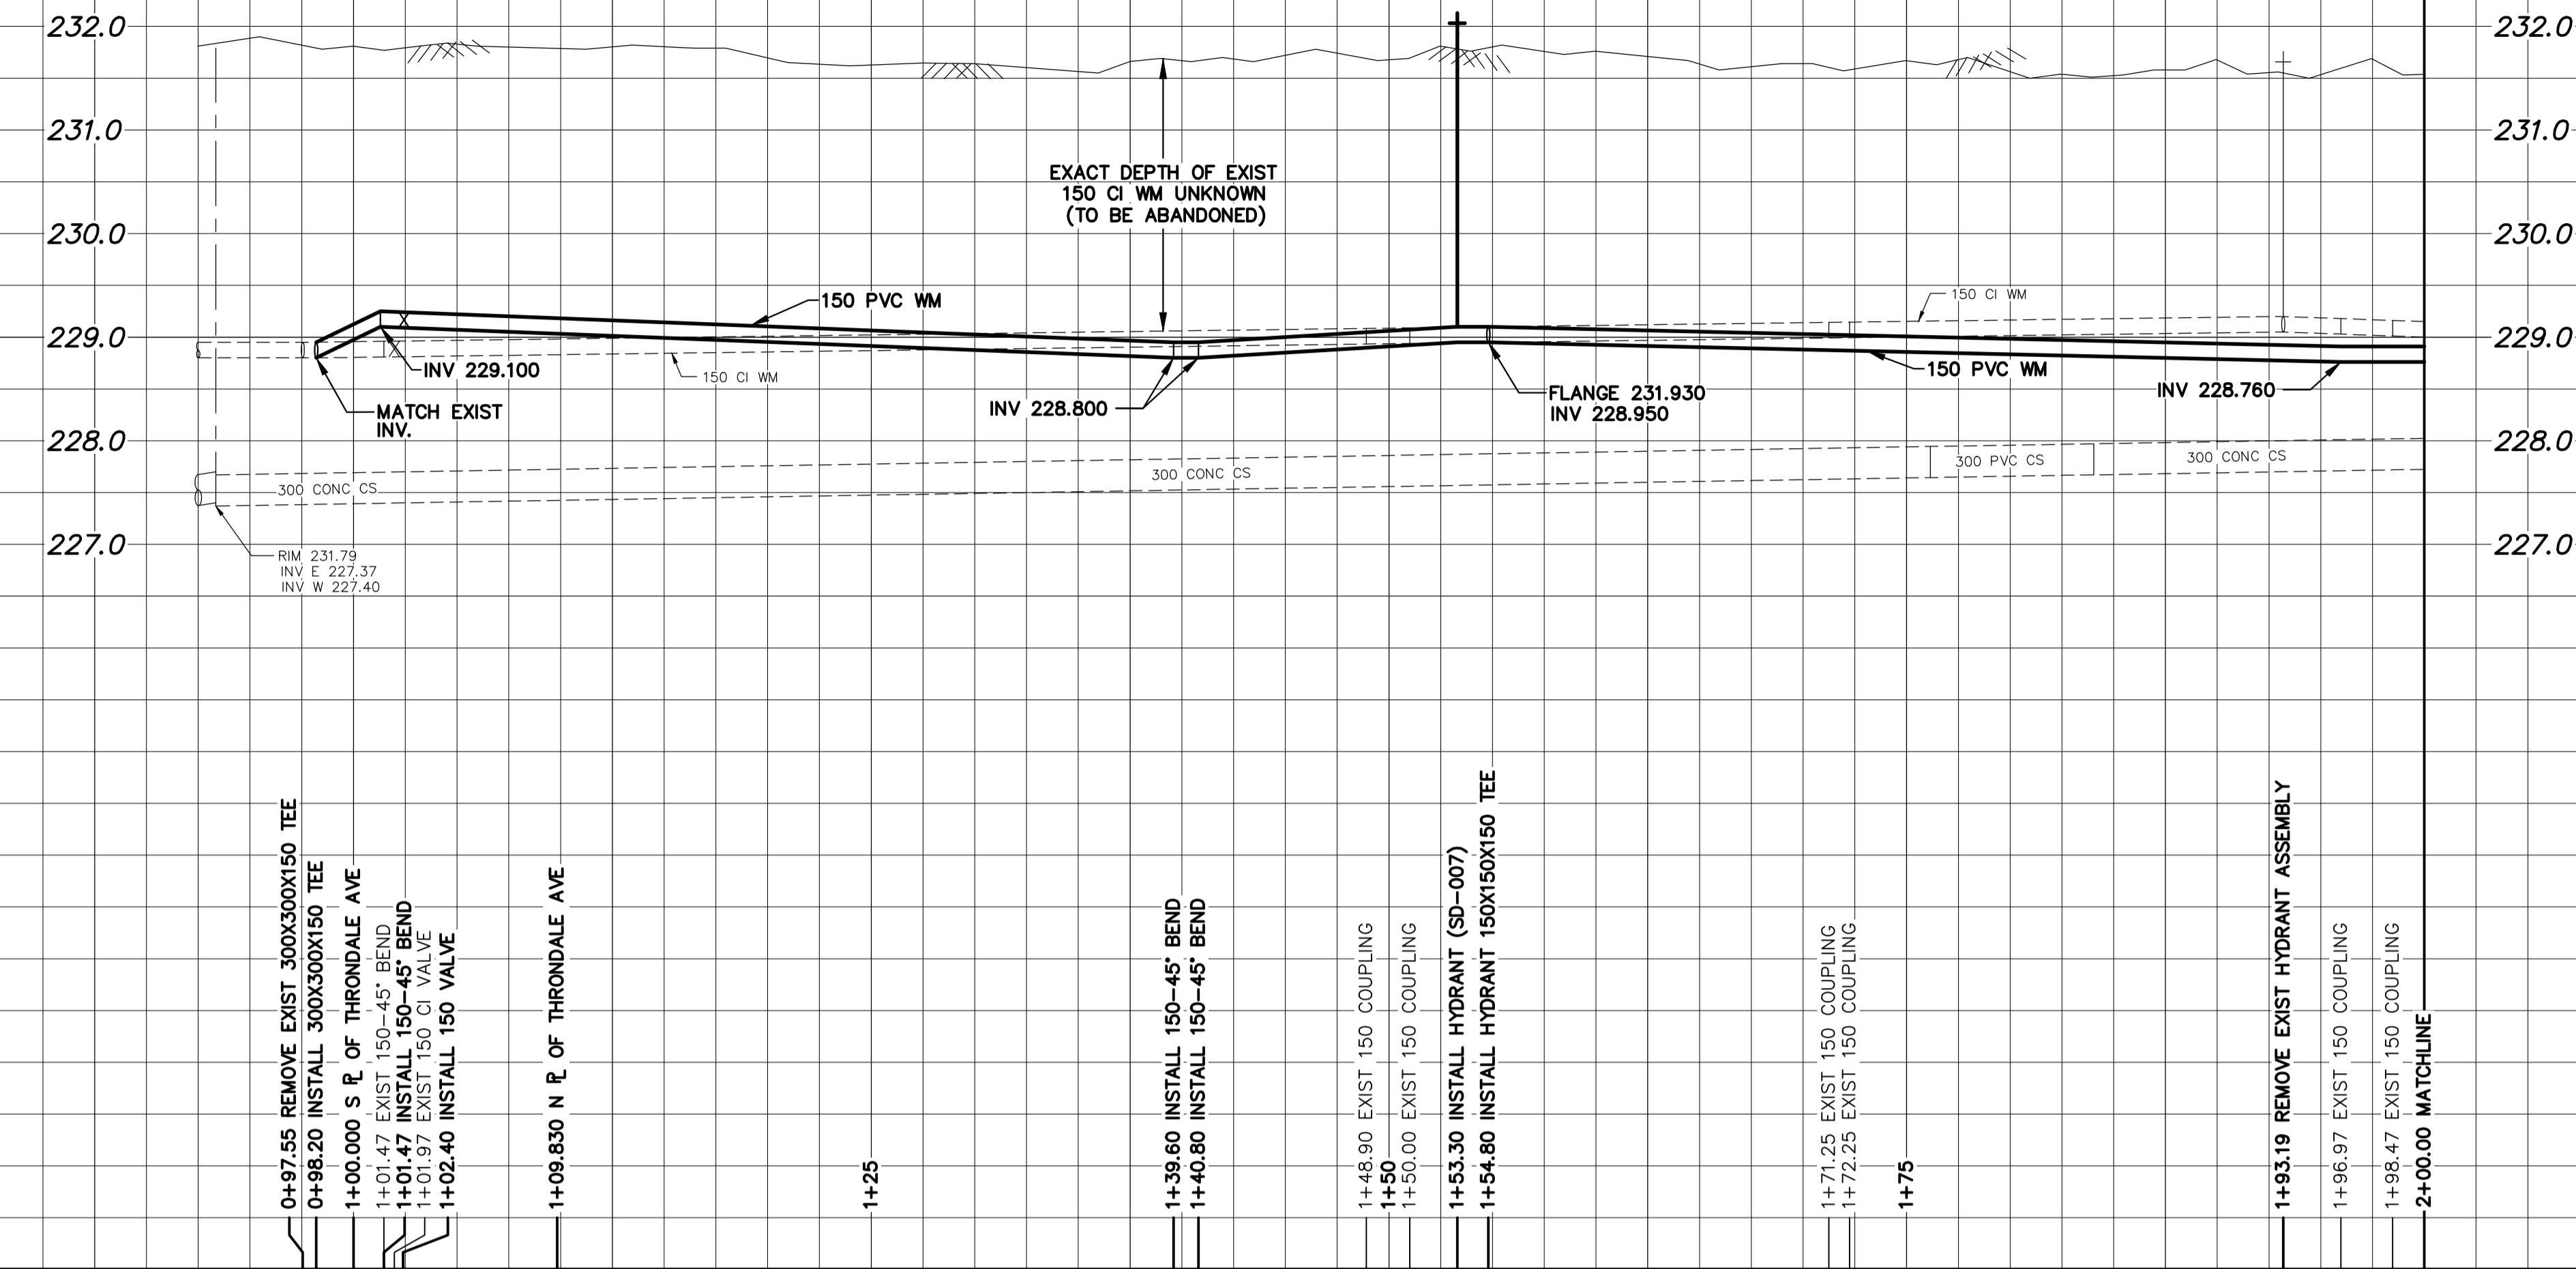 232.0
232.0
231.0
231.0
EXACT DEPTH OF EXIST
150 CI WM UNKNOWN
(TO BE ABANDONED)
230.0
230.0
150 PVC WM
150 CI WM
229.0
229.0
INV 229.100
150 CI WM
150 PVC WM
MATCH EXIST
INV.
INV 228.800
FLANGE 231.930
INV 228.950
INV 228.760
228.0
228.0
300 CONC CS
300 CONC CS
300 PVC CS
300 CONC CS
227.0
227.0
RIM 231.79
INV E 227.37
INV W 227.40
0+97.55 REMOVE EXIST 300X300X150 TEE
0+98.20 INSTALL 300X300X150 TEE
1+00.000 S PL OF THRONDALE AVE
1+01.47 EXIST 150-45° BEND
1+01.47 INSTALL 150-45° BEND
1+01.97 EXIST 150 CI VALVE
1+02.40 INSTALL 150 VALVE
1+09.830 N PL OF THRONDALE AVE
1+25
1+39.60 INSTALL 150-45° BEND
1+40.80 INSTALL 150-45° BEND
1+48.90 EXIST 150 COUPLING
1+50
1+50.00 EXIST 150 COUPLING
1+53.30 INSTALL HYDRANT (SD-007)
1+54.80 INSTALL HYDRANT 150X150X150 TEE
1+71.25 EXIST 150 COUPLING
1+72.25 EXIST 150 COUPLING
1+75
1+93.19 REMOVE EXIST HYDRANT ASSEMBLY
1+96.97 EXIST 150 COUPLING
1+98.47 EXIST 150 COUPLING
2+00.00 MATCHLINE